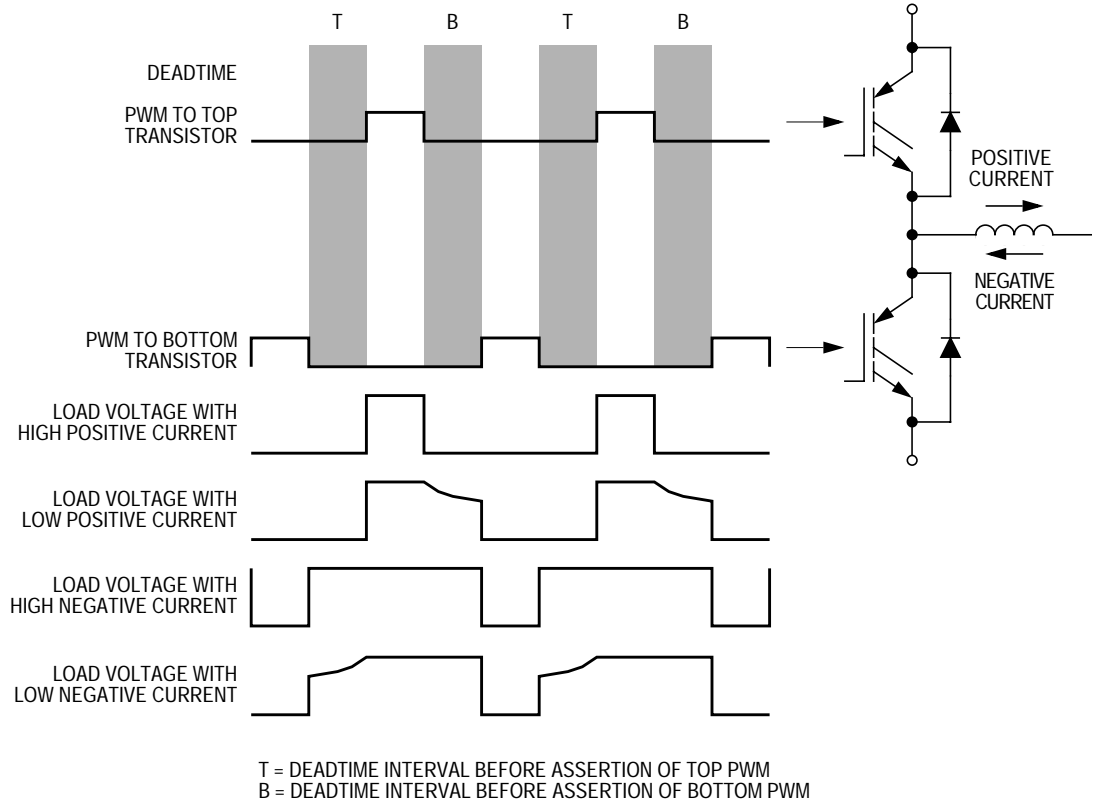 T B T B
DEADTIME
PWM TO TOP
TRANSISTOR
POSITIVE
CURRENT
NEGATIVE
CURRENT
PWM TO BOTTOM
TRANSISTOR
LOAD VOLTAGE WITH
HIGH POSITIVE CURRENT
LOAD VOLTAGE WITH
LOW POSITIVE CURRENT
LOAD VOLTAGE WITH
HIGH NEGATIVE CURRENT
LOAD VOLTAGE WITH
LOW NEGATIVE CURRENT
T = DEADTIME INTERVAL BEFORE ASSERTION OF TOP PWM
B = DEADTIME INTERVAL BEFORE ASSERTION OF BOTTOM PWM